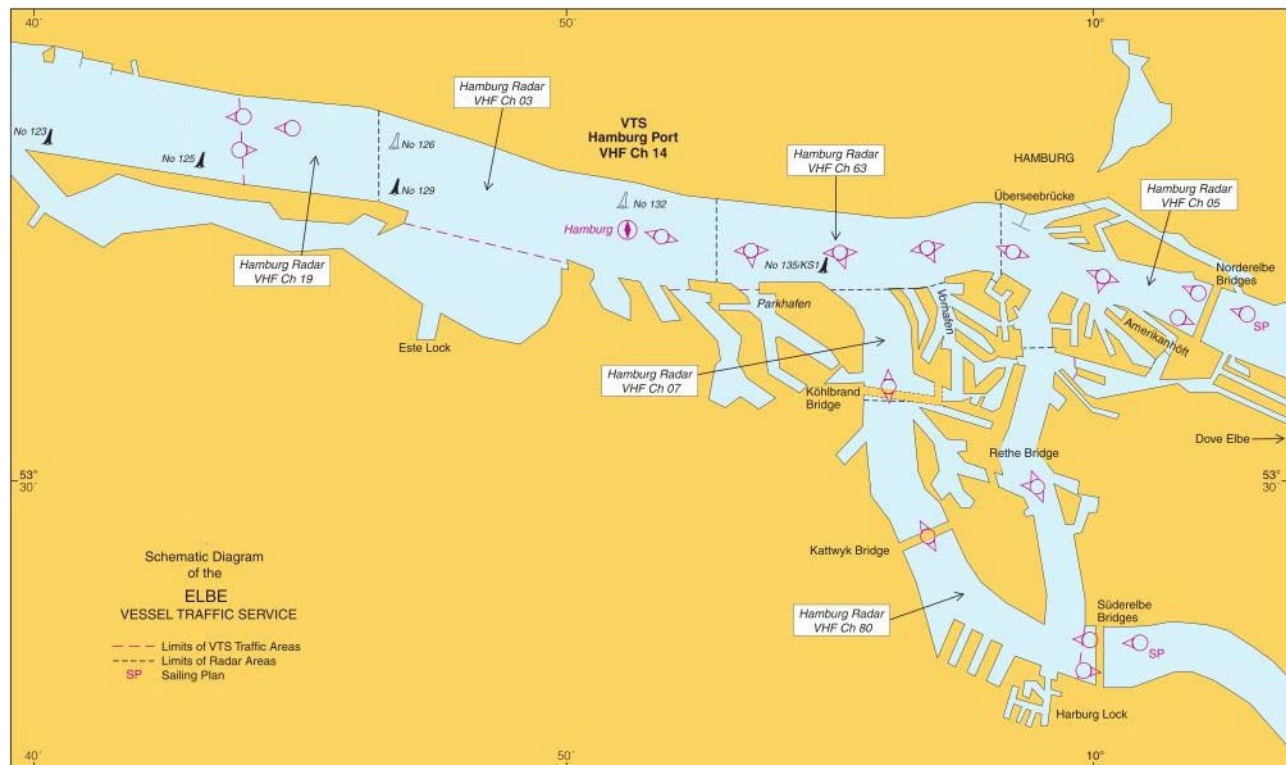 40´
50´
10°
Hamburg Radar
VHF Ch 03
VTS
Hamburg Port
VHF Ch 14
No 123
No 125
No 126
No 129
Hamburg Radar
VHF Ch 63
HAMBURG
Überseebrücke
Hamburg Radar
VHF Ch 05
No 132
Hamburg
Hamburg Radar
VHF Ch 19
No 135/KS1
Norderelbe
Bridges
Parkhafen
Vorhafen
Amerikanhöft
SP
Este Lock
Hamburg Radar
VHF Ch 07
Köhlbrand
Bridge
Dove Elbe
Rethe Bridge
53°
30´
53°
30´
Kattwyk Bridge
Schematic Diagram
of the
ELBE
VESSEL TRAFFIC SERVICE
Limits of VTS Traffic Areas
Limits of Radar Areas
SP Sailing Plan
Hamburg Radar
VHF Ch 80
Süderelbe
Bridges
SP
Harburg Lock
40´
50´
10°